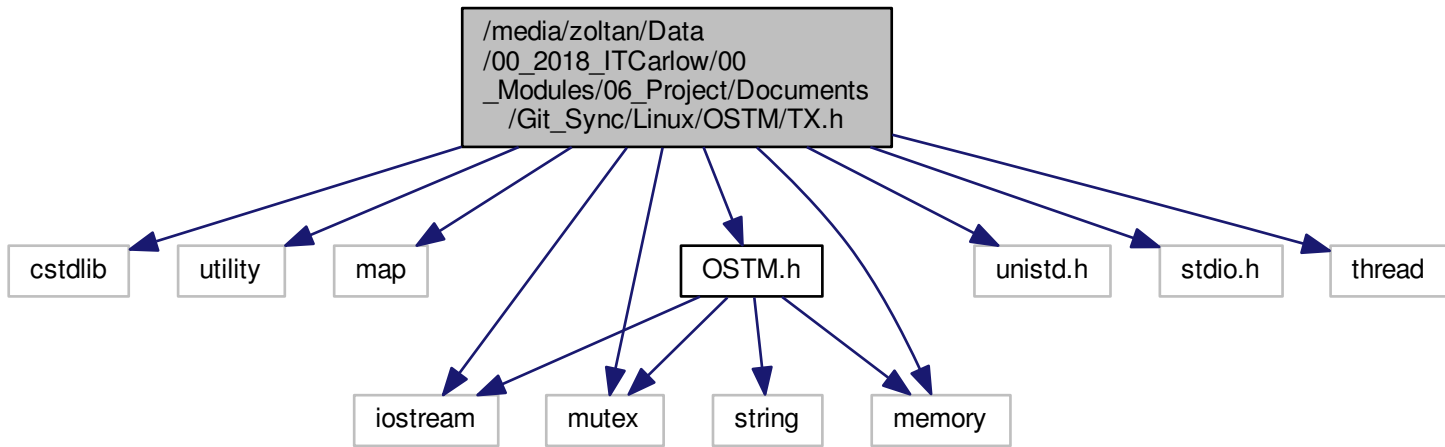 /media/zoltan/Data
/00_2018_ITCarlow/00
_Modules/06_Project/Documents
/Git_Sync/Linux/OSTM/TX.h
cstdlib
utility
map
OSTM.h
unistd.h
stdio.h
thread
iostream
mutex
string
memory